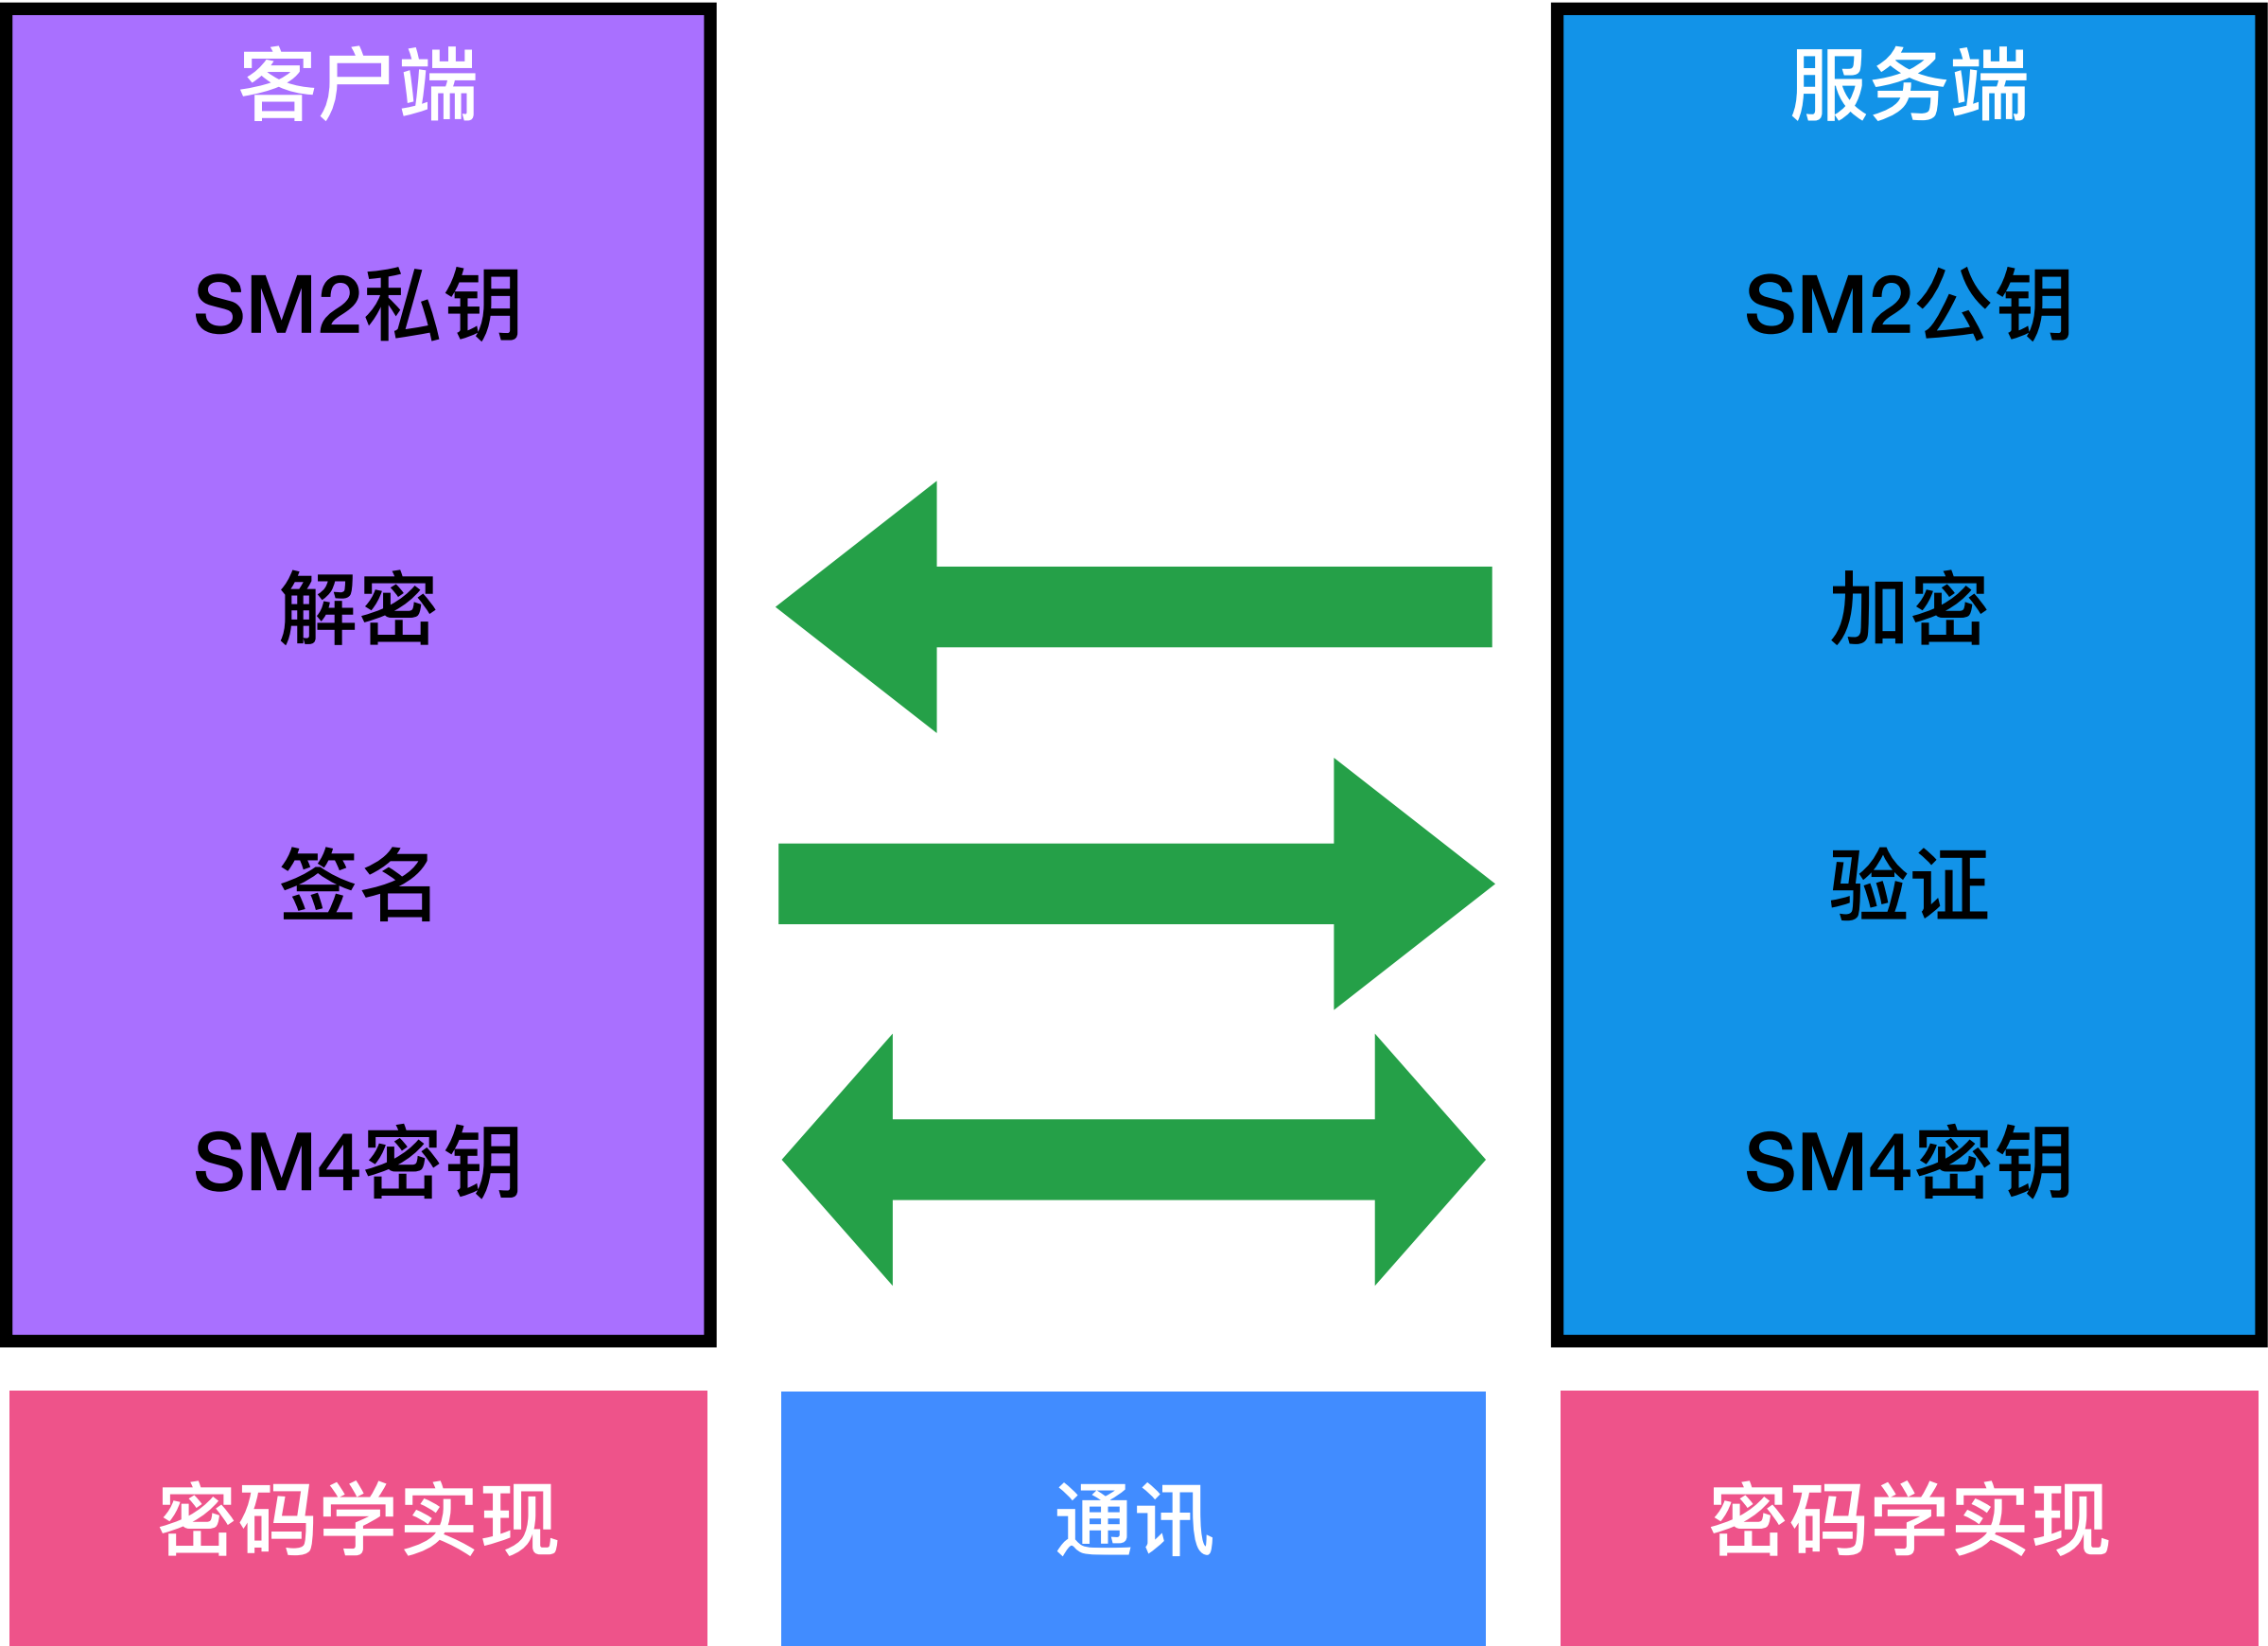 客户端
服务端
SM2私钥
SM2公钥
解密
加密
签名
验证
SM4密钥
SM4密钥
密码学实现
通讯
密码学实现